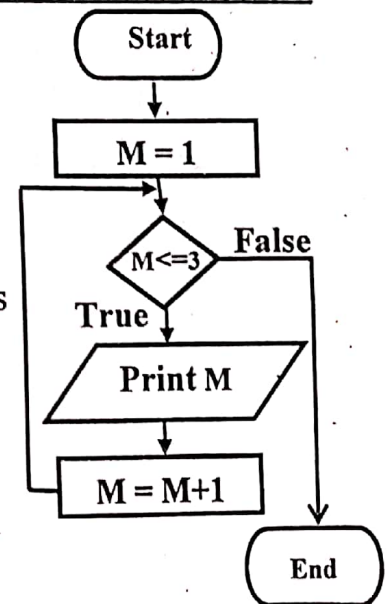 Start
M = 1
M<=3
False
True
Print M
M = M+1
End